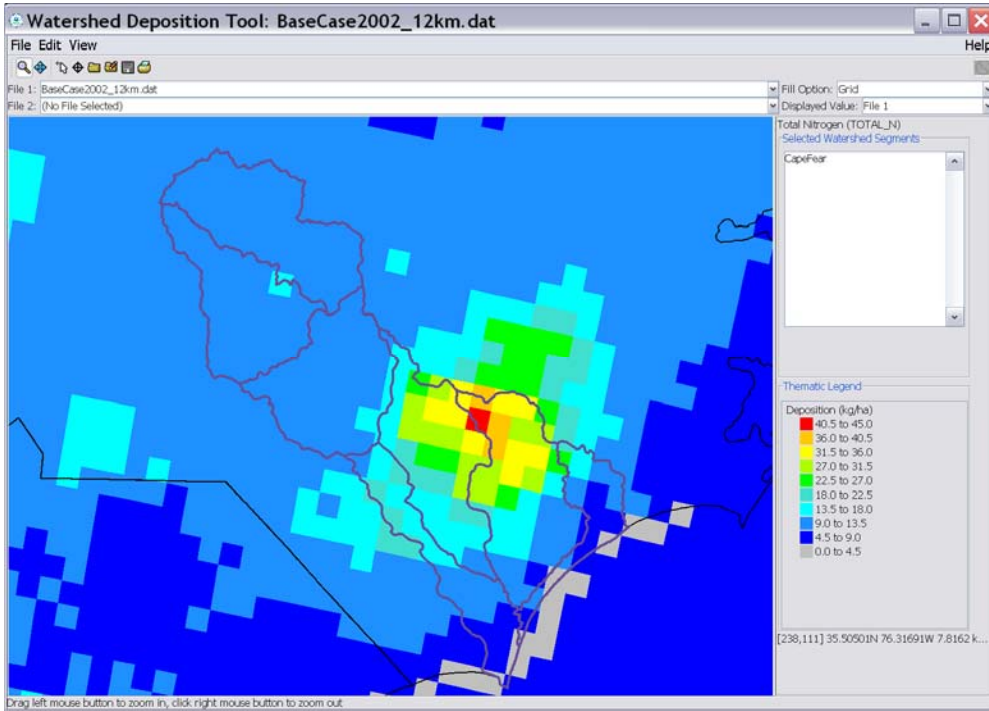 Watershed Deposition Tool: BaseCase2002_12km.dat
File Edit View Help
File 1: BaseCase2002_12km.dat Fill Option: Grid
File 2: (No File Selected) Displayed Value: File 1
Total Nitrogen (TOTAL_N)
Selected Watershed Segments
CapeFear
Thematic Legend
Deposition (kg/ha)
40.5 to 45.0
36.0 to 40.5
31.5 to 36.0
27.0 to 31.5
22.5 to 27.0
18.0 to 22.5
13.5 to 18.0
9.0 to 13.5
4.5 to 9.0
0.0 to 4.5
[238,111] 35.50501N 76.31691W 7.8162 k...
Drag left mouse button to zoom in, click right mouse button to zoom out